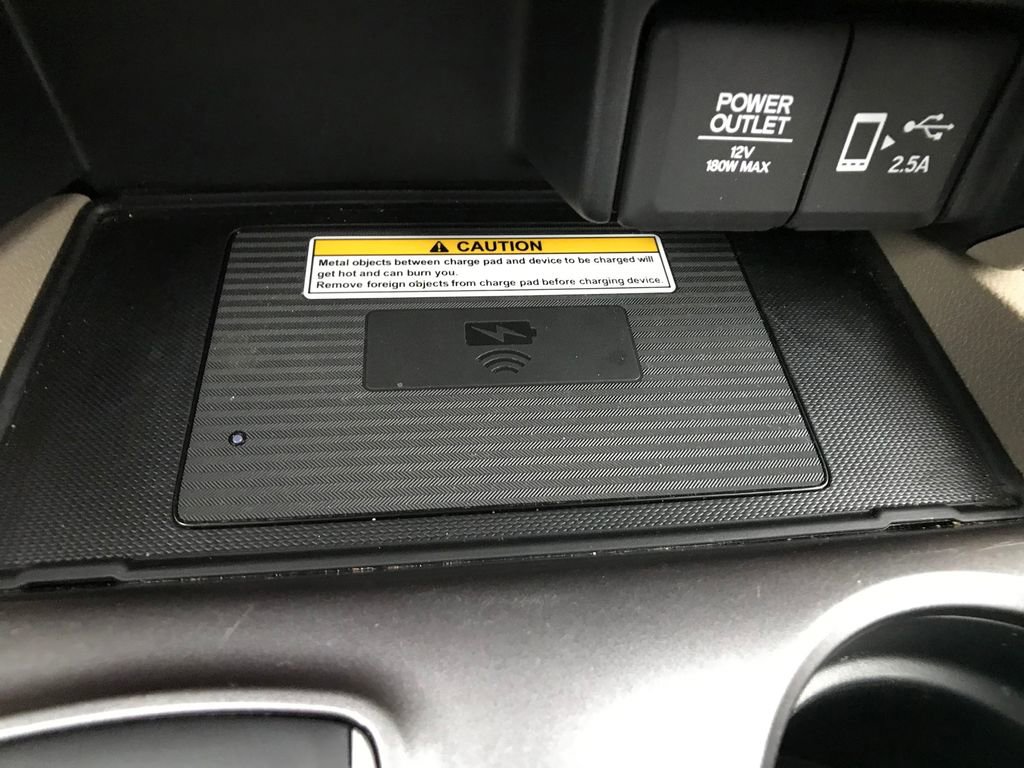 POWER
OUTLET
12V
180W MAX
2.5A
CAUTION
Metal objects between charge pad and device to be charged will
get hot and can burn you.
Remove foreign objects from charge pad before charging device.